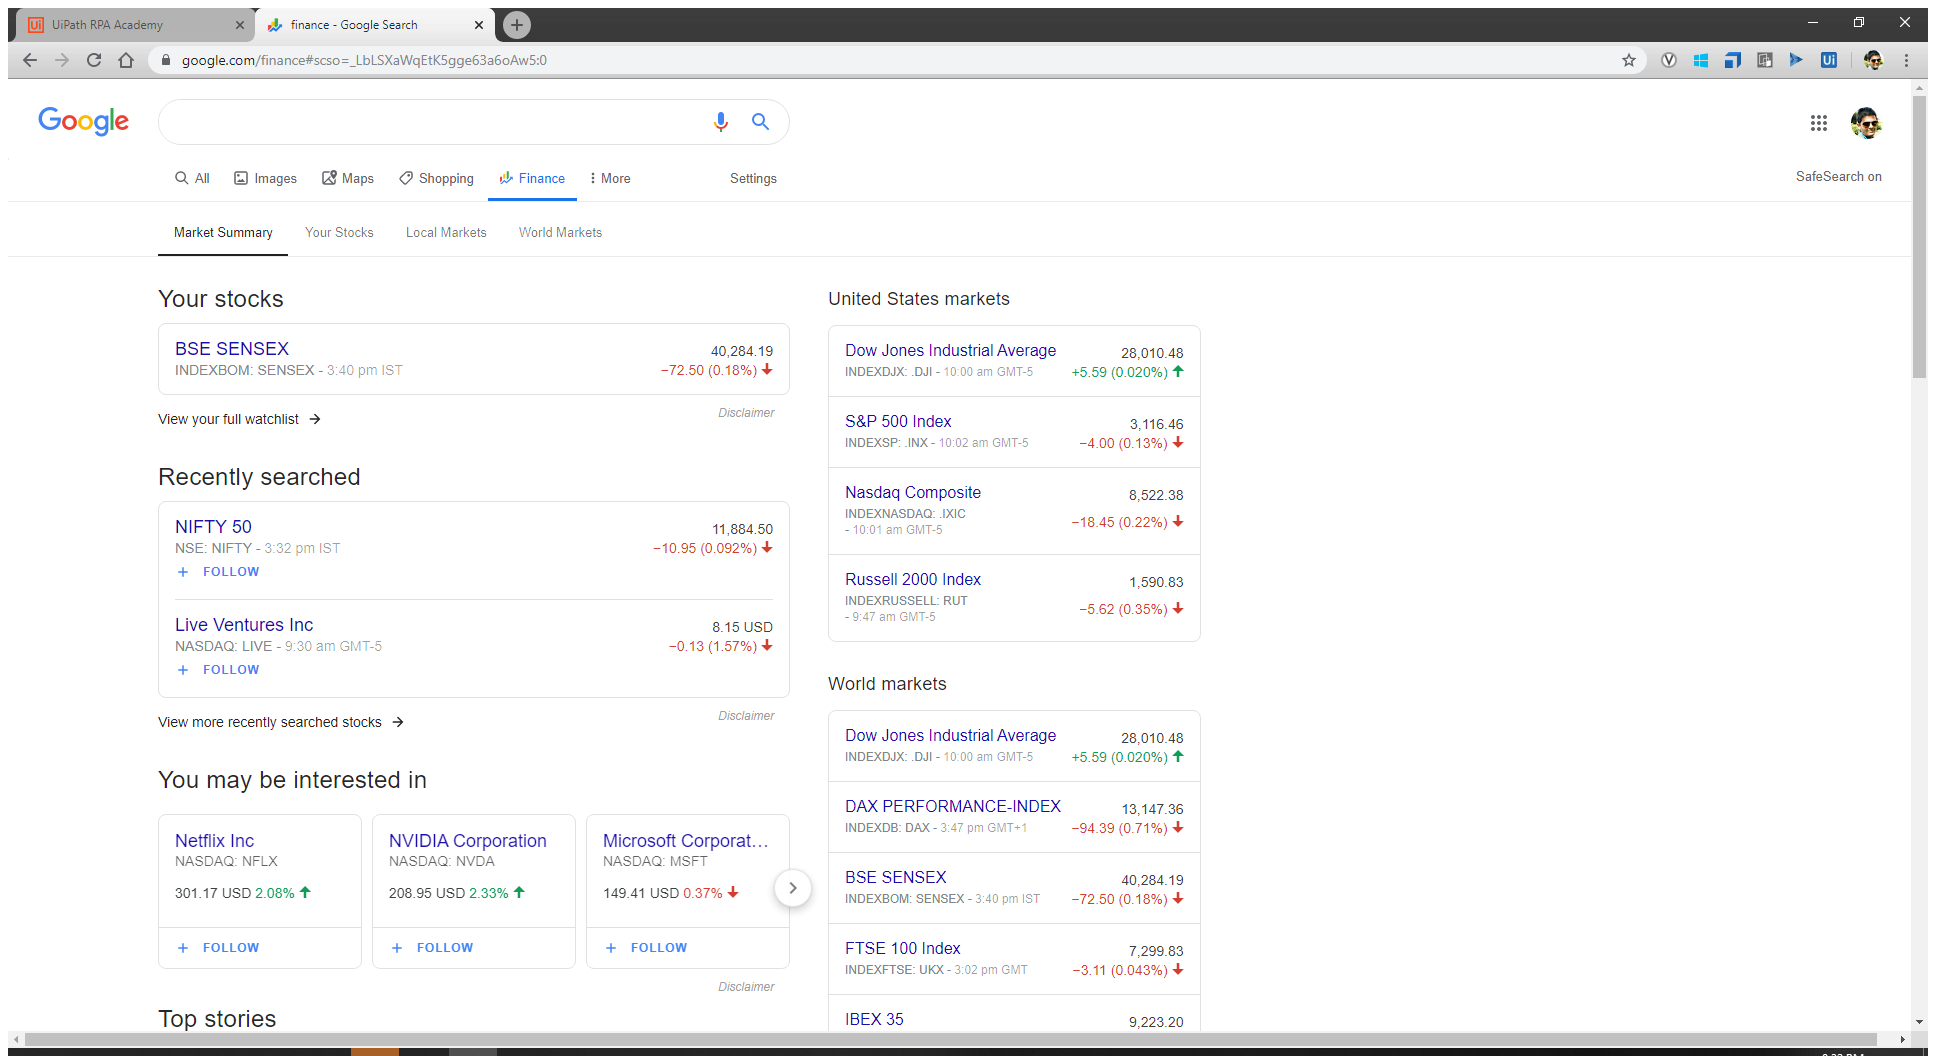 UiPath RPA Academy
finance - Google Search
google.com/finance#scso=_LbLSXaWqEtK5gge63a6oAw5:0
Google
All Images Maps Shopping Finance More Settings
SafeSearch on
Market Summary Your Stocks Local Markets World Markets
Your stocks
BSE SENSEX 40,284.19
INDEXBOM: SENSEX - 3:40 pm IST −72.50 (0.18%)
View your full watchlist
Disclaimer
Recently searched
NIFTY 50 11,884.50
NSE: NIFTY - 3:32 pm IST −10.95 (0.092%)
+ FOLLOW
Live Ventures Inc 8.15 USD
NASDAQ: LIVE - 9:30 am GMT-5 −0.13 (1.57%)
+ FOLLOW
View more recently searched stocks
Disclaimer
You may be interested in
Netflix Inc
NASDAQ: NFLX
301.17 USD 2.08%
+ FOLLOW
NVIDIA Corporation
NASDAQ: NVDA
208.95 USD 2.33%
+ FOLLOW
Microsoft Corporat...
NASDAQ: MSFT
149.41 USD 0.37%
+ FOLLOW
Disclaimer
Top stories
United States markets
Dow Jones Industrial Average 28,010.48
INDEXDJX: .DJI - 10:00 am GMT-5 +5.59 (0.020%)
S&P 500 Index 3,116.46
INDEXSP: .INX - 10:02 am GMT-5 −4.00 (0.13%)
Nasdaq Composite 8,522.38
INDEXNASDAQ: .IXIC
- 10:01 am GMT-5 −18.45 (0.22%)
Russell 2000 Index 1,590.83
INDEXRUSSELL: RUT
- 9:47 am GMT-5 −5.62 (0.35%)
World markets
Dow Jones Industrial Average 28,010.48
INDEXDJX: .DJI - 10:00 am GMT-5 +5.59 (0.020%)
DAX PERFORMANCE-INDEX 13,147.36
INDEXDB: DAX - 3:47 pm GMT+1 −94.39 (0.71%)
BSE SENSEX 40,284.19
INDEXBOM: SENSEX - 3:40 pm IST −72.50 (0.18%)
FTSE 100 Index 7,299.83
INDEXFTSE: UKX - 3:02 pm GMT −3.11 (0.043%)
IBEX 35 9,223.20